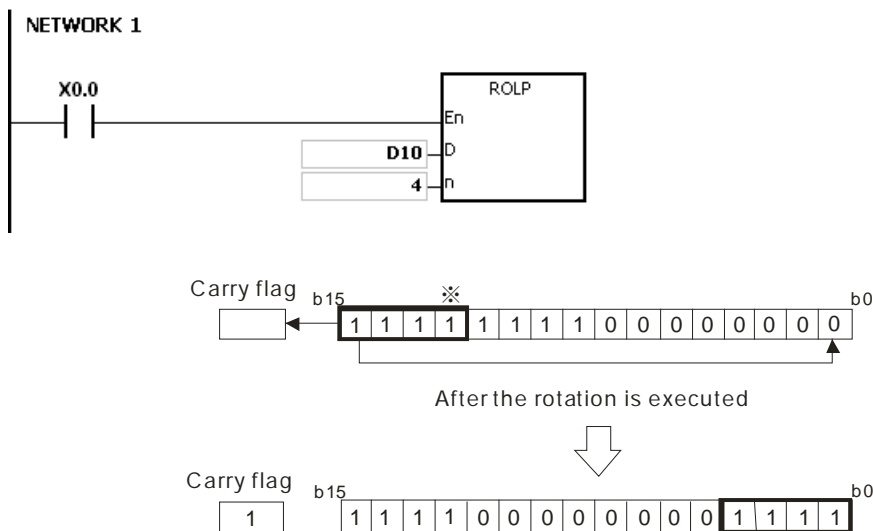 NETWORK 1
X0.0
ROLP
En
D10 D
4 n
Carry flag b15 ※ b0
1 1 1 1 1 1 1 1 0 0 0 0 0 0 0 0
After the rotation is executed
Carry flag b15 b0
1 1 1 1 1 0 0 0 0 0 0 0 0 1 1 1 1